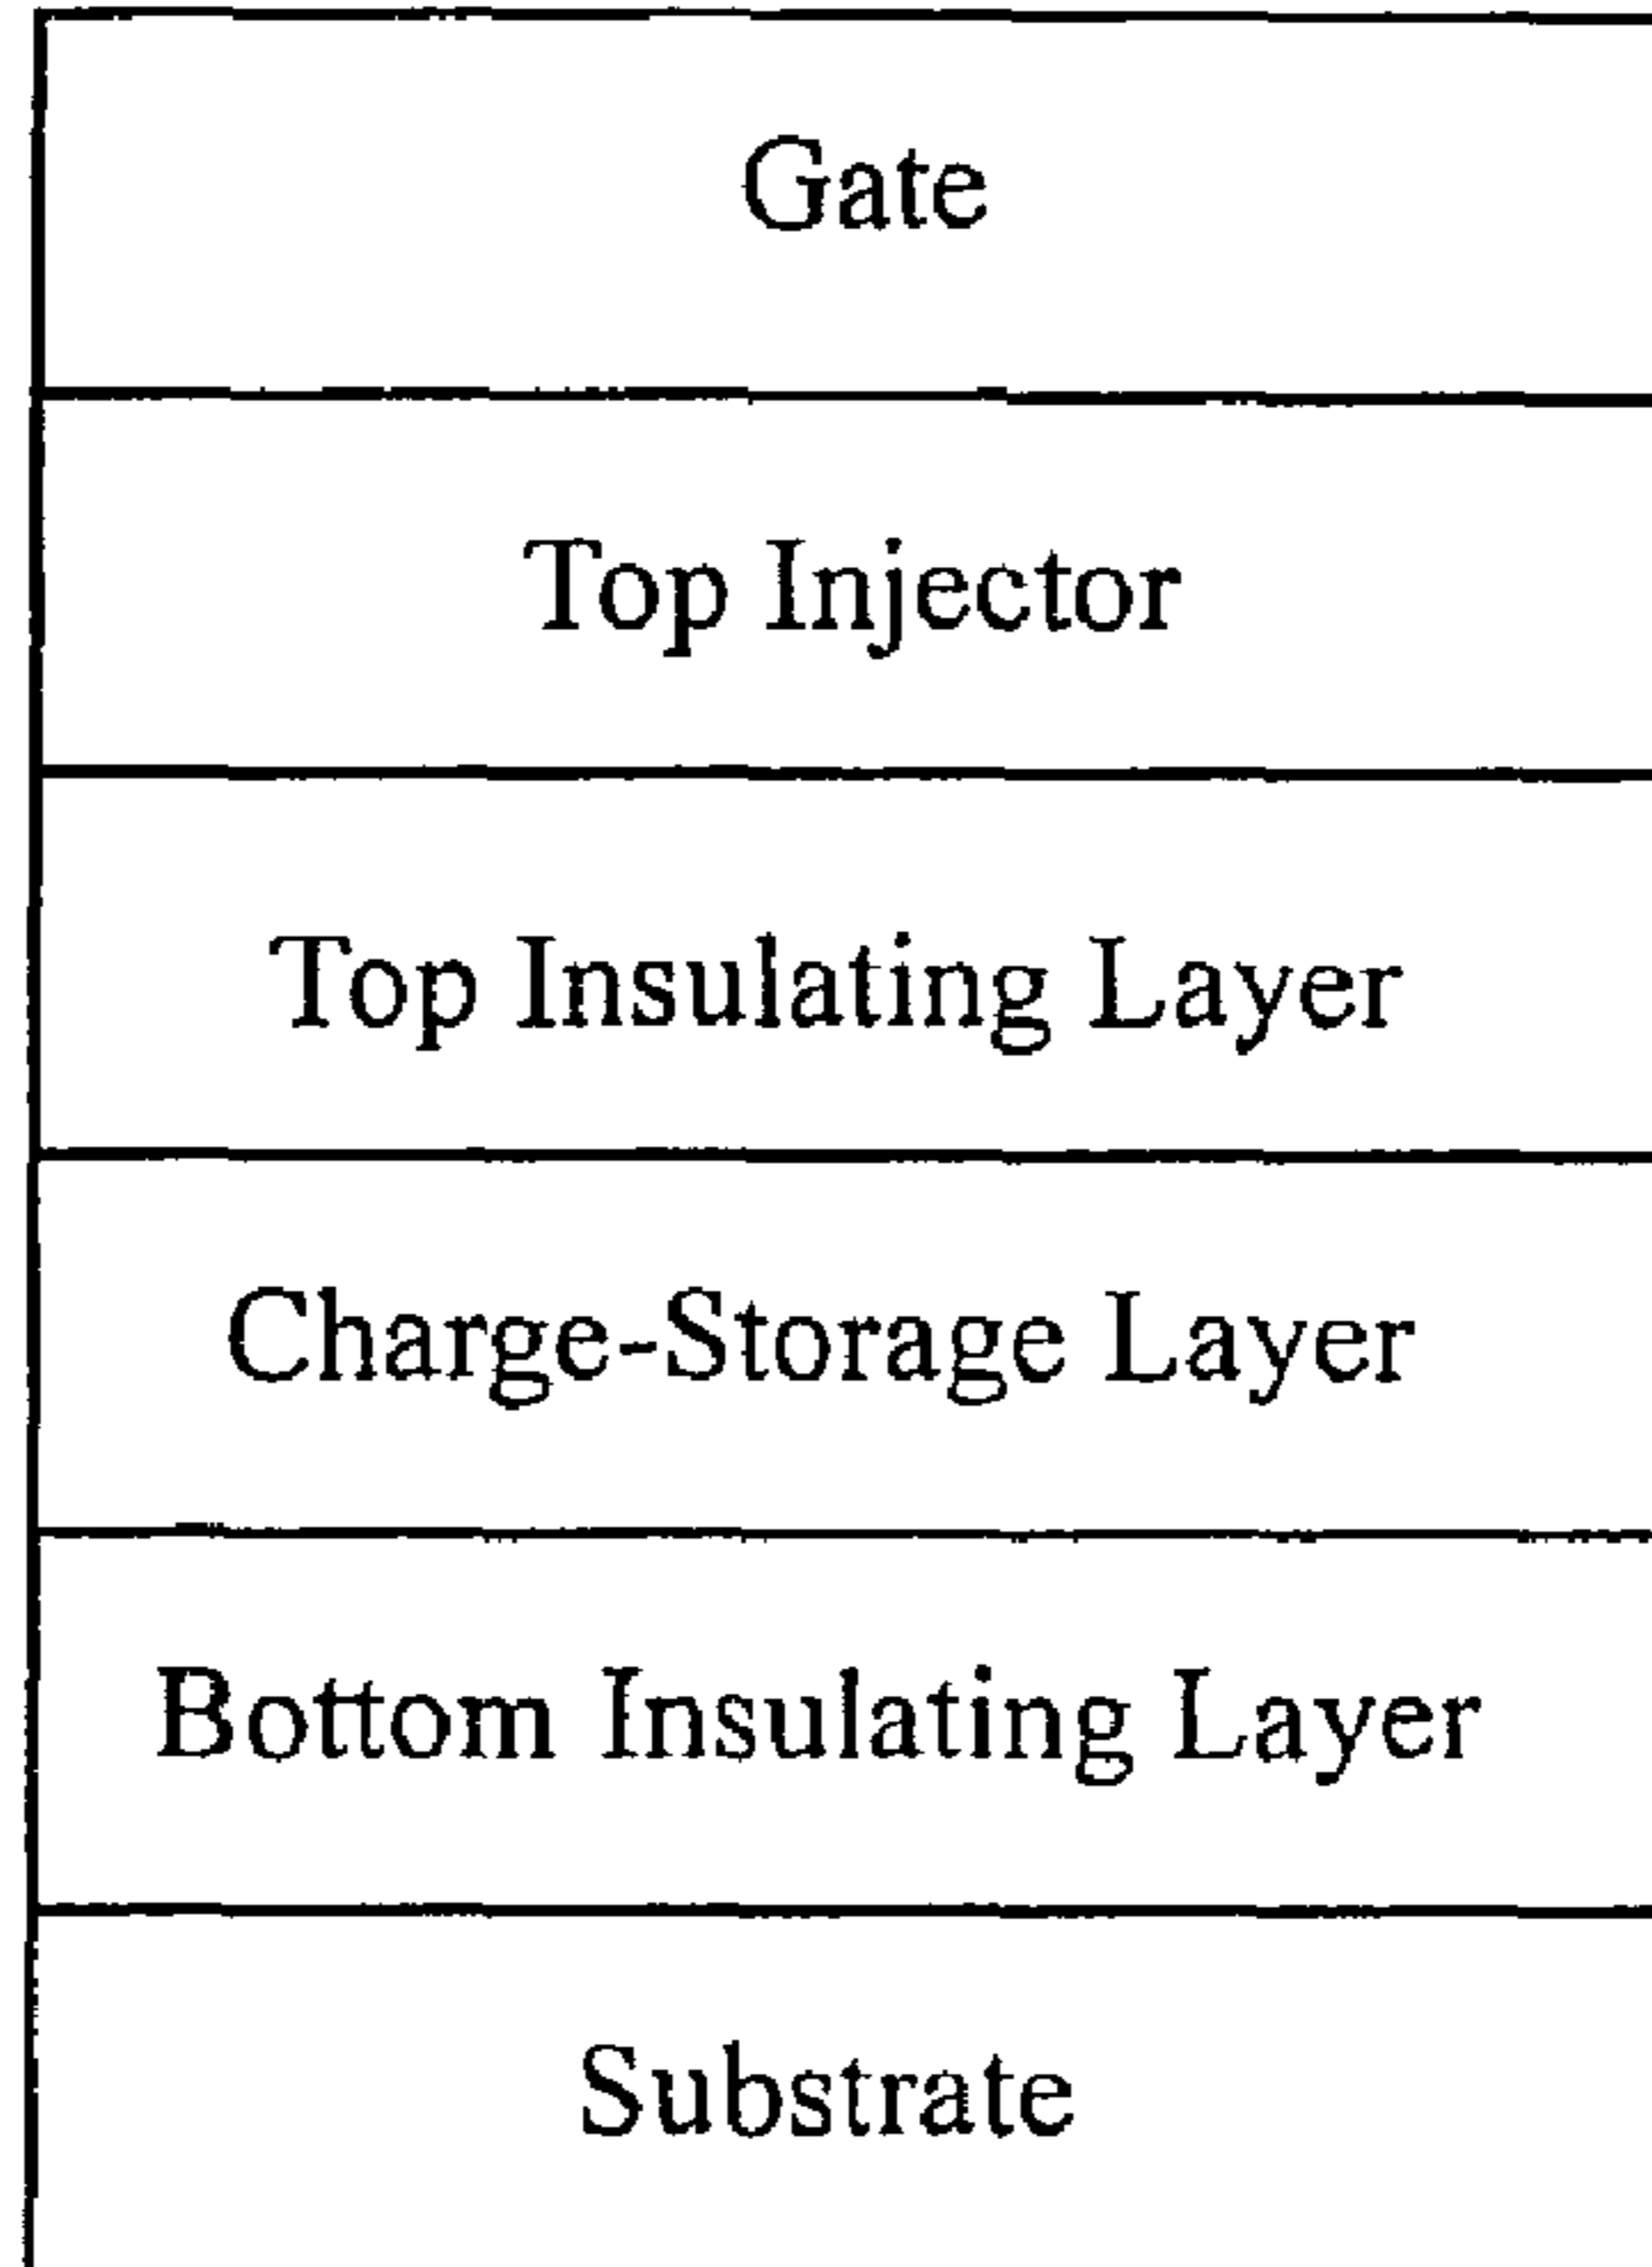 Gate
Top Injector
Top Insulating Layer
Charge-Storage Layer
Bottom Insulating Layer
Substrate